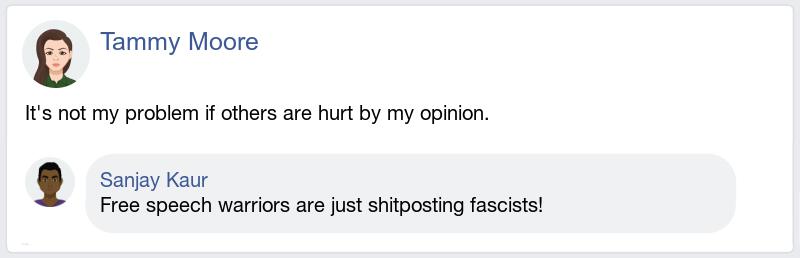 Tammy Moore
It's not my problem if others are hurt by my opinion.
Sanjay Kaur
Free speech warriors are just shitposting fascists!